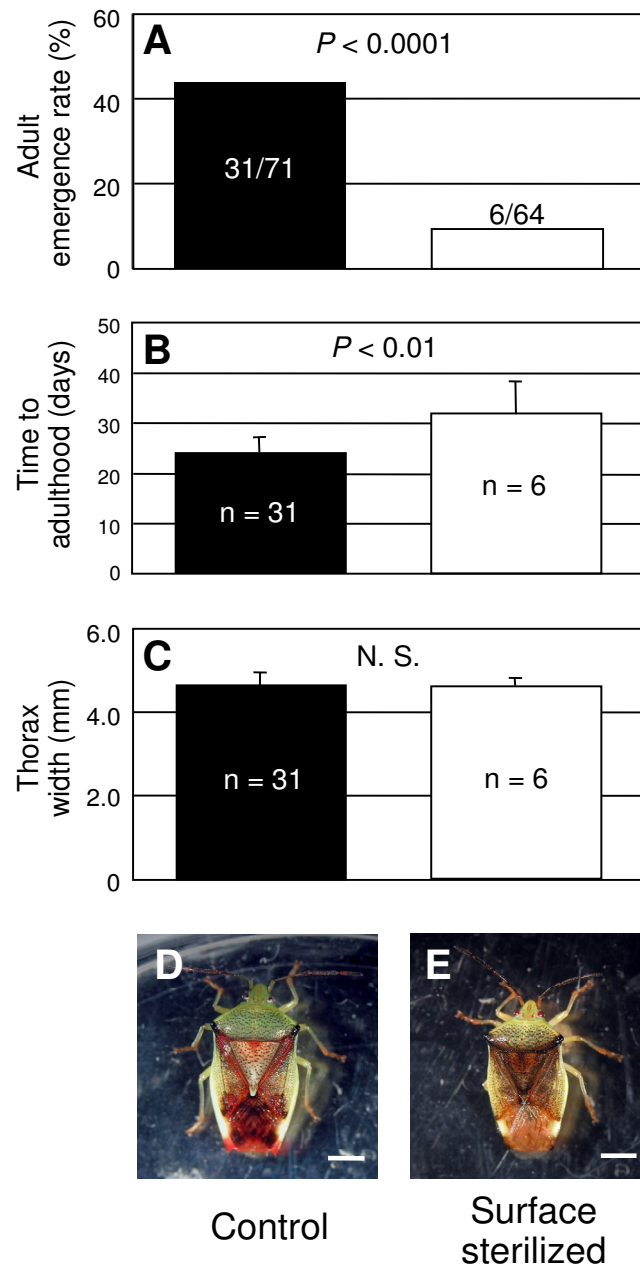 A
P < 0.0001
Adult
emergence rate (%)
60
40
20
0
31/71
6/64
B
P < 0.01
Time to
adulthood (days)
50
40
30
20
10
0
n = 31
n = 6
C
N. S.
Thorax
width (mm)
6.0
4.0
2.0
0
n = 31
n = 6
D
E
Control
Surface
sterilized